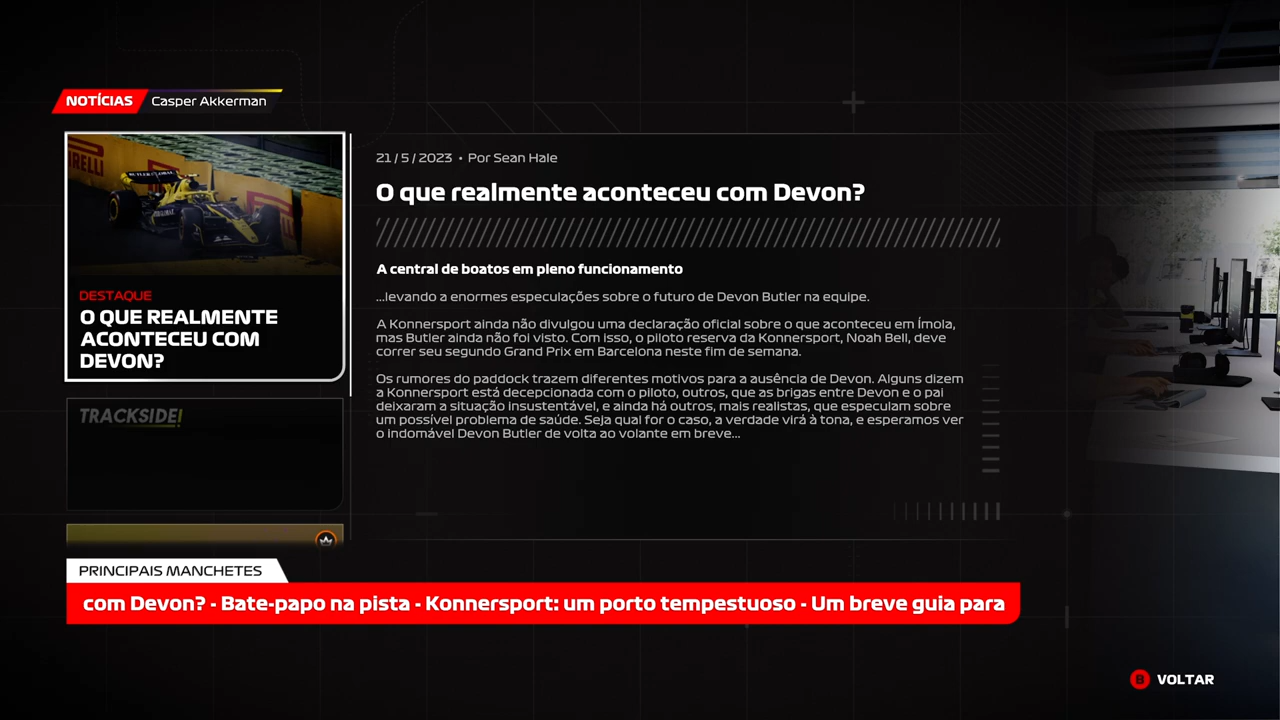 NOTÍCIAS Casper Akkerman
DESTAQUE
O QUE REALMENTE
ACONTECEU COM
DEVON?
TRACKSIDE!
21 / 5 / 2023 • Por Sean Hale
O que realmente aconteceu com Devon?
A central de boatos em pleno funcionamento
...levando a enormes especulações sobre o futuro de Devon Butler na equipe.
A Konnersport ainda não divulgou uma declaração oficial sobre o que aconteceu em Ímola,
mas Butler ainda não foi visto. Com isso, o piloto reserva da Konnersport, Noah Bell, deve
correr seu segundo Grand Prix em Barcelona neste fim de semana.
Os rumores do paddock trazem diferentes motivos para a ausência de Devon. Alguns dizem
a Konnersport está decepcionada com o piloto, outros, que as brigas entre Devon e o pai
deixaram a situação insustentável, e ainda há outros, mais realistas, que especulam sobre
um possível problema de saúde. Seja qual for o caso, a verdade virá à tona, e esperamos ver
o indomável Devon Butler de volta ao volante em breve...
PRINCIPAIS MANCHETES
com Devon? - Bate-papo na pista - Konnersport: um porto tempestuoso - Um breve guia para
B VOLTAR